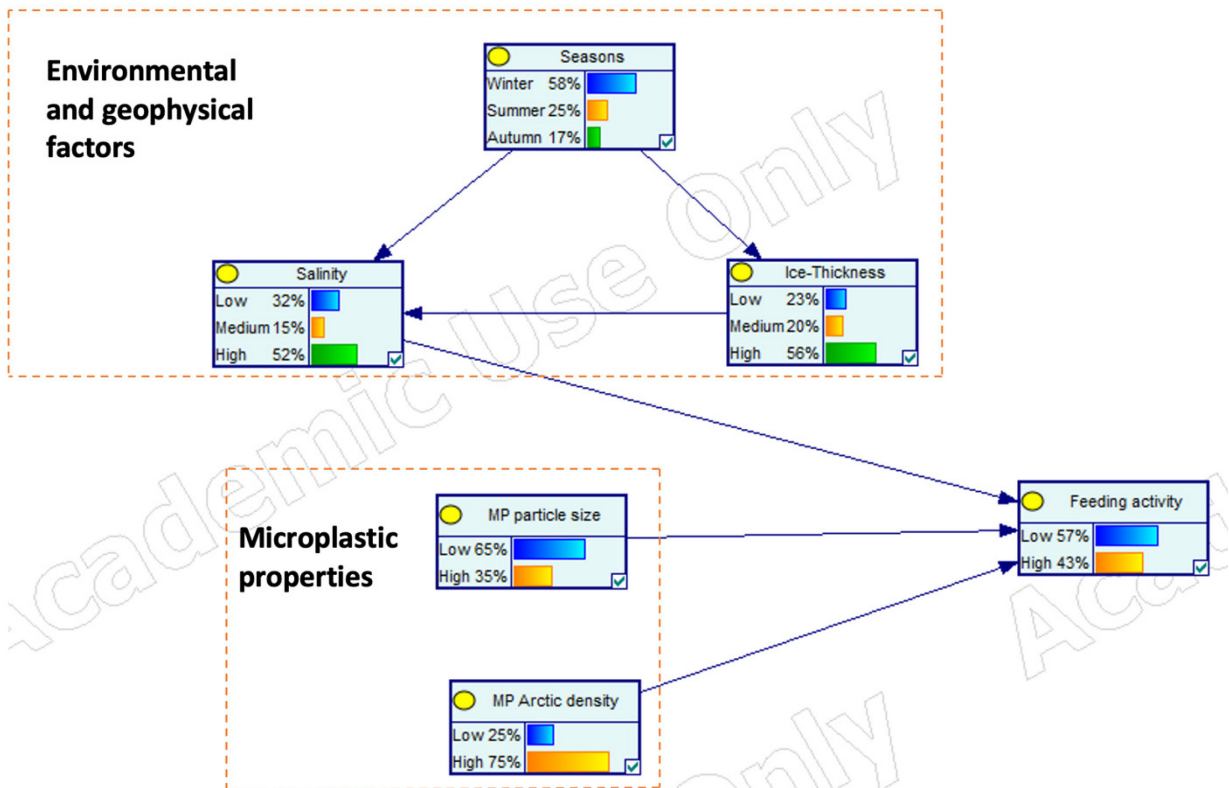 Environmental
and geophysical
factors
Seasons
Winter 58%
Summer 25%
Autumn 17%
Salinity
Low 32%
Medium 15%
High 52%
Ice-Thickness
Low 23%
Medium 20%
High 56%
Microplastic
properties
MP particle size
Low 65%
High 35%
MP Arctic density
Low 25%
High 75%
Feeding activity
Low 57%
High 43%
Academic Use Only
Only